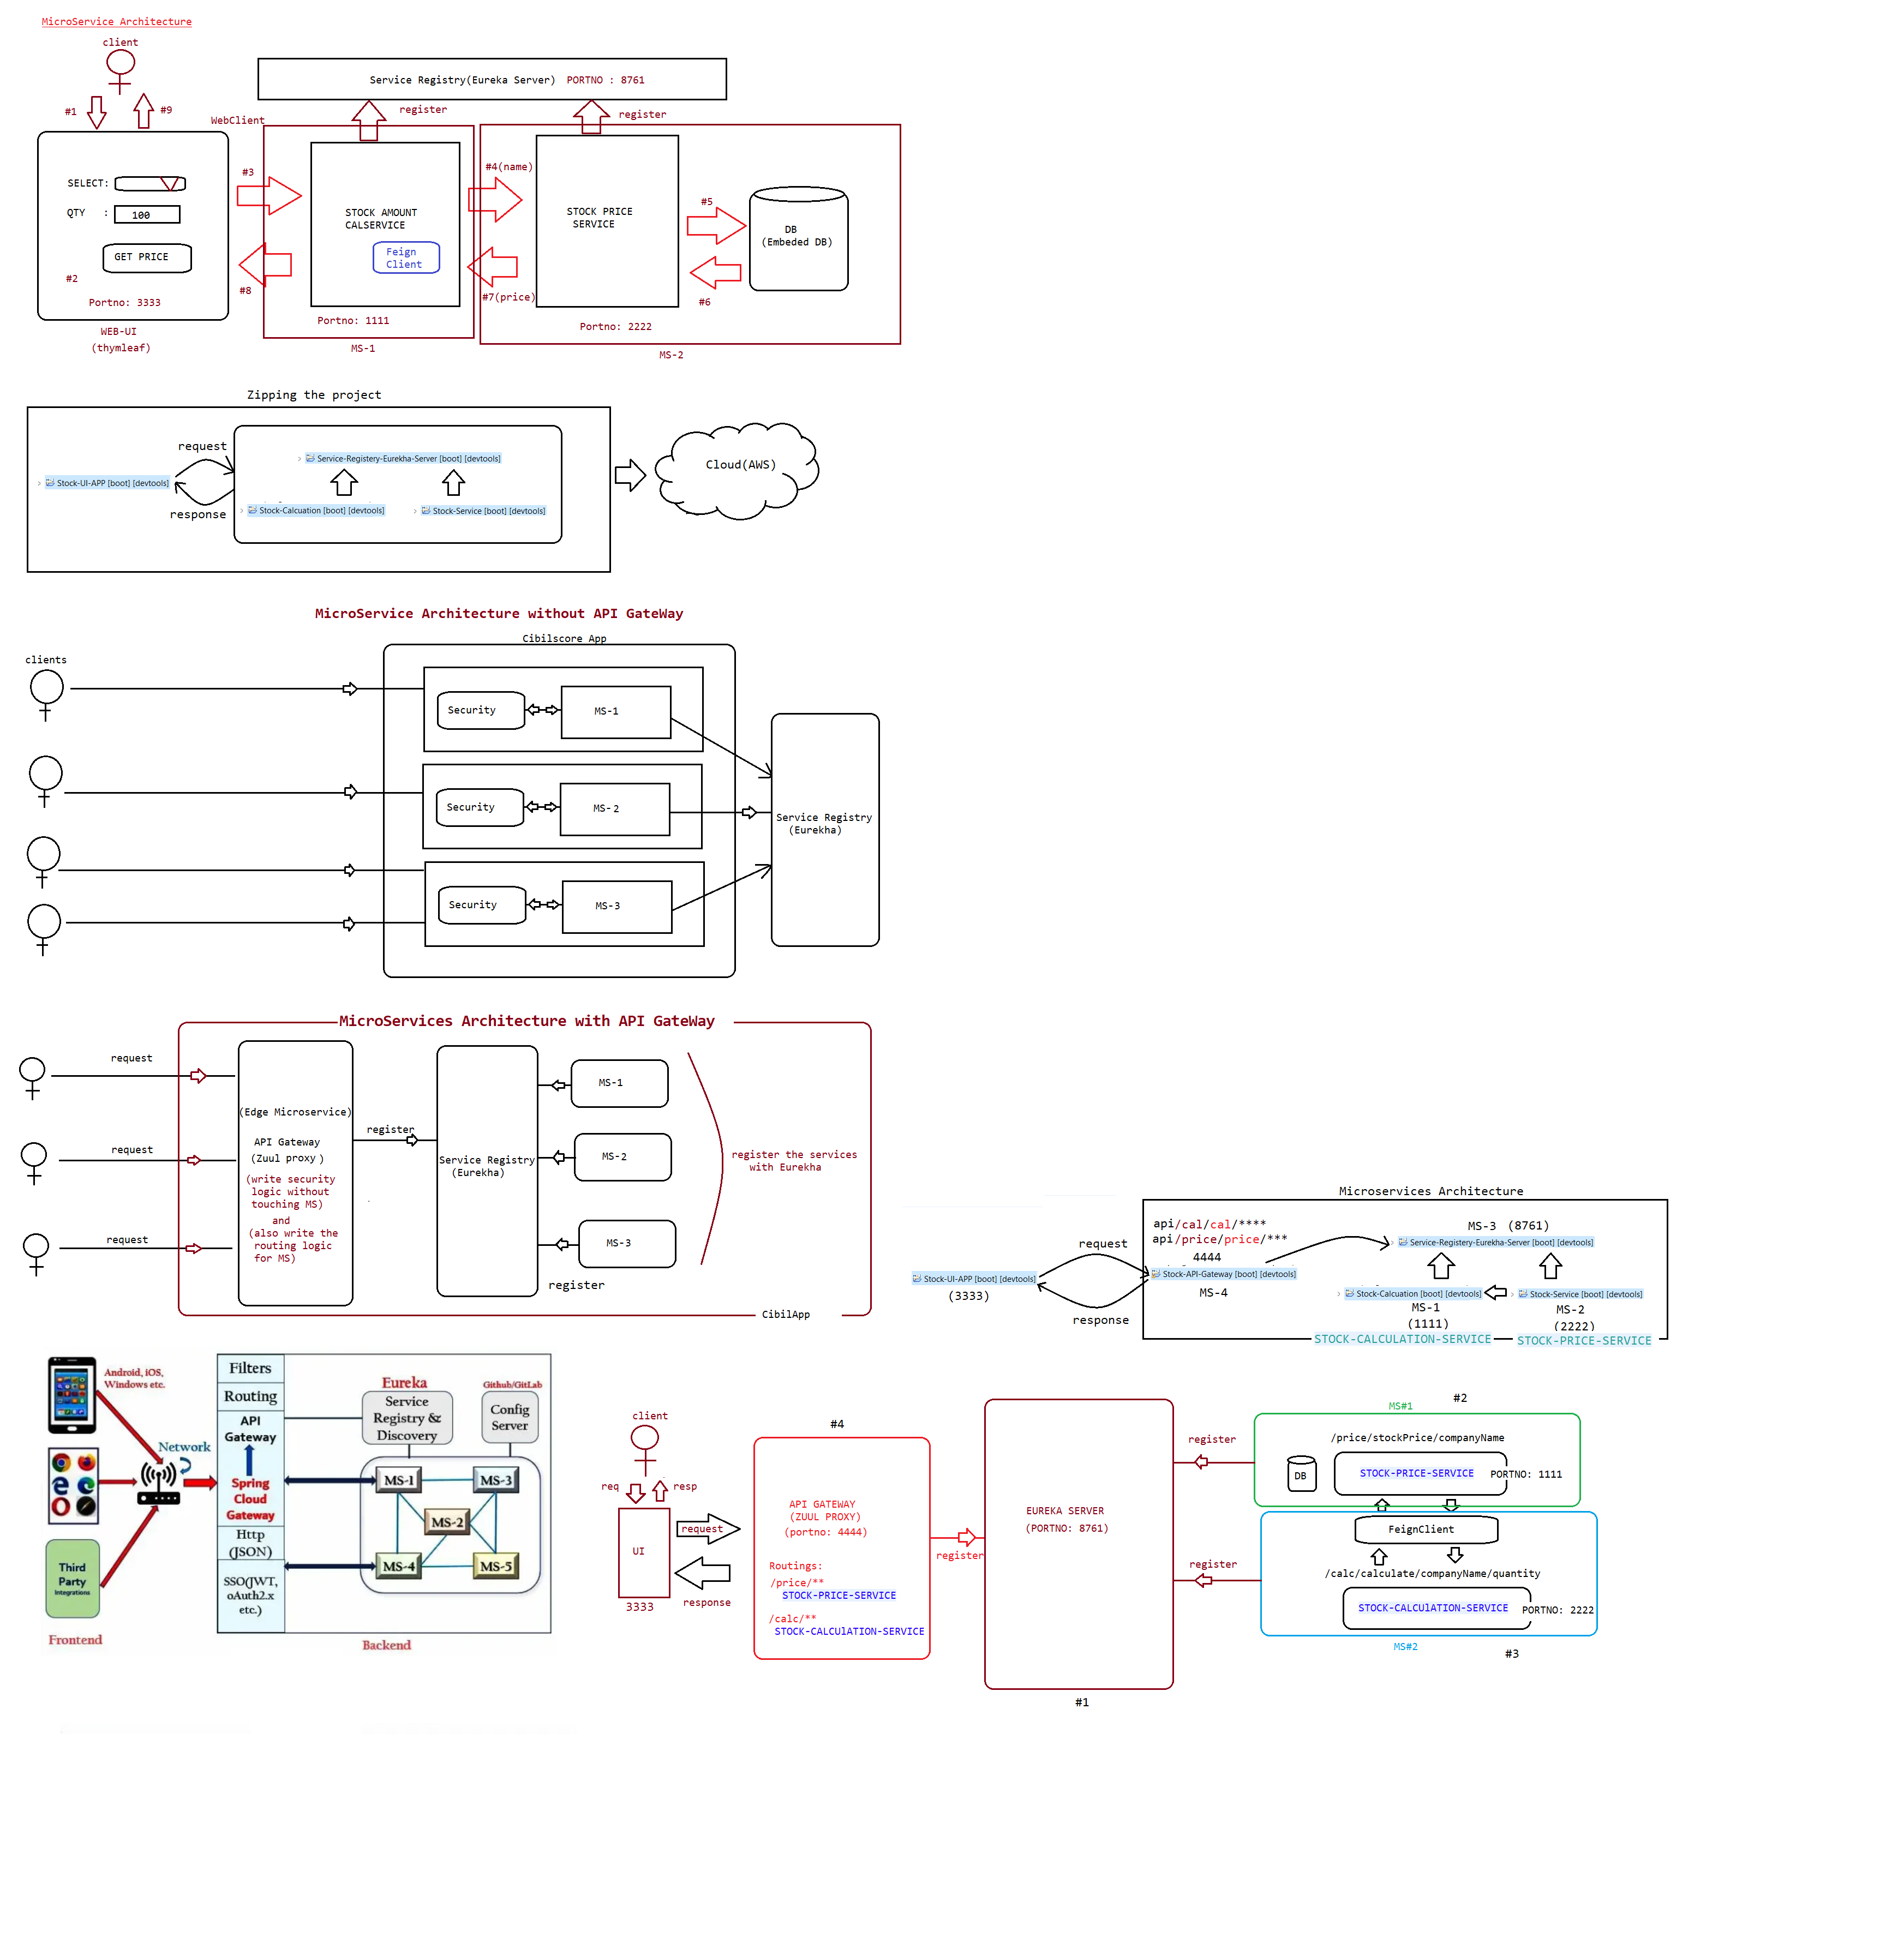 MicroService Architecture
client
#1
#9
Service Registry(Eureka Server) PORTNO : 8761
register
register
WebClient
SELECT:
QTY : 100
GET PRICE
#2
Portno: 3333
WEB-UI
(thymleaf)
#3
#8
STOCK AMOUNT
CALSERVICE
Feign
Client
Portno: 1111
MS-1
#4(name)
#7(price)
STOCK PRICE
SERVICE
Portno: 2222
MS-2
#5
#6
DB
(Embeded DB)
Zipping the project
request
response
Stock-UI-APP [boot] [devtools]
Service-Registery-Eurekha-Server [boot] [devtools]
Stock-Calcuation [boot] [devtools]
Stock-Service [boot] [devtools]
Cloud(AWS)
MicroService Architecture without API GateWay
Cibilscore App
clients
Security
MS-1
Security
MS-2
Security
MS-3
Service Registry
(Eurekha)
MicroServices Architecture with API GateWay
request
request
request
(Edge Microservice)
API Gateway
(Zuul proxy )
(write security
logic without
touching MS)
and
(also write the
routing logic
for MS)
register
Service Registry
(Eurekha)
MS-1
MS-2
MS-3
register
register the services
with Eurekha
CibilApp
Microservices Architecture
api/cal/cal/****
api/price/price/***
4444
Stock-API-Gateway [boot] [devtools]
MS-4
request
response
Stock-UI-APP [boot] [devtools]
(3333)
MS-3 (8761)
Service-Registery-Eurekha-Server [boot] [devtools]
Stock-Calcuation [boot] [devtools]
MS-1
(1111)
STOCK-CALCULATION-SERVICE
Stock-Service [boot] [devtools]
MS-2
(2222)
STOCK-PRICE-SERVICE
Android, iOS,
Windows etc.
Network
Third
Party
Integrations
Frontend
Filters
Routing
API
Gateway
Spring
Cloud
Gateway
Http
(JSON)
SSO(JWT,
oAuth2.x
etc.)
Eureka
Service
Registry &
Discovery
Github/GitLab
Config
Server
MS-1
MS-3
MS-2
MS-4
MS-5
Backend
client
req
resp
UI
3333
request
response
#4
API GATEWAY
(ZUUL PROXY)
(portno: 4444)
Routings:
/price/**
STOCK-PRICE-SERVICE
/calc/**
STOCK-CALCUlATION-SERVICE
register
EUREKA SERVER
(PORTNO: 8761)
#1
register
register
#2
MS#1
/price/stockPrice/companyName
DB
STOCK-PRICE-SERVICE
PORTNO: 1111
FeignClient
/calc/calculate/companyName/quantity
STOCK-CALCUlATION-SERVICE
PORTNO: 2222
MS#2
#3